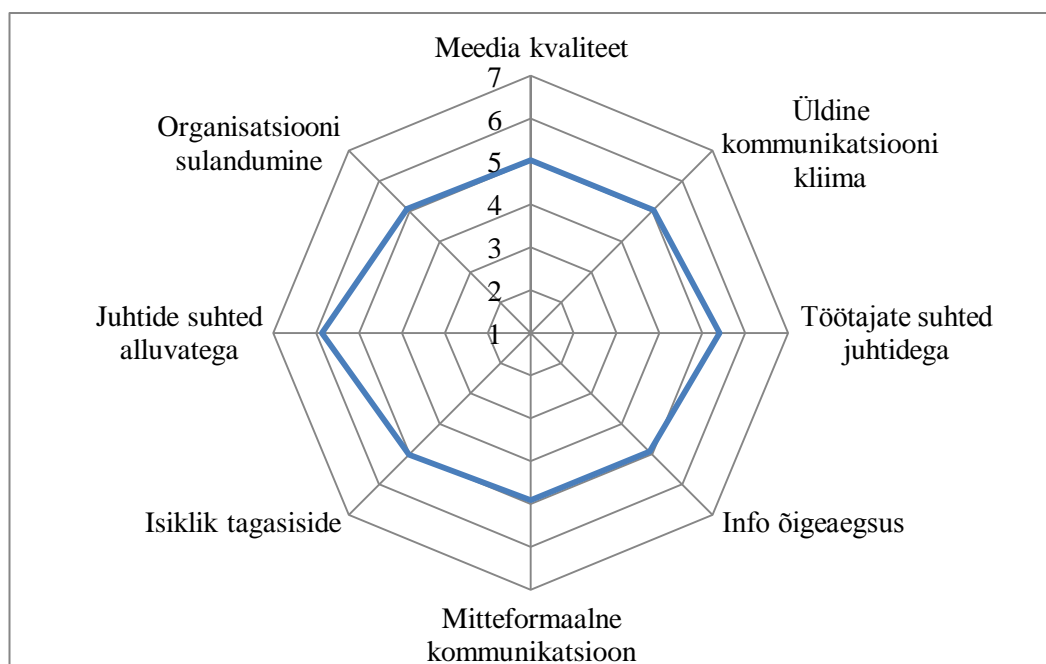 Meedia kvaliteet
7
6
5
4
3
2
1
Üldine
kommunikatsiooni
kliima
Töötajate suhted
juhtidega
Info õigeaegsus
Mitteformaalne
kommunikatsioon
Isiklik tagasiside
Juhtide suhted
alluvatega
Organisatsiooni
sulandumine